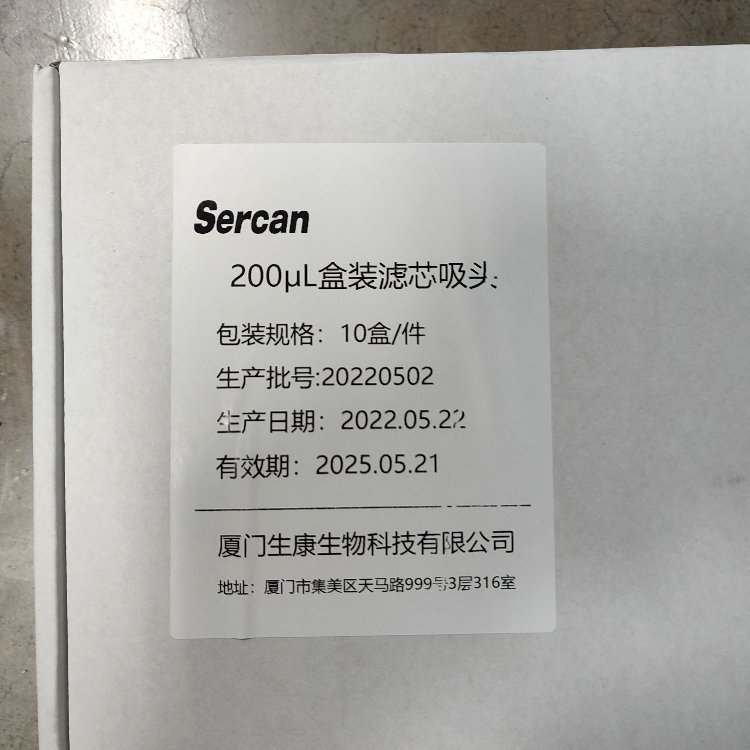 Sercan
200μL盒装滤芯吸头
包装规格：10盒/件
生产批号:20220502
生产日期：2022.05.22
有效期：2025.05.21
厦门生康生物科技有限公司
地址：厦门市集美区天马路999号3层316室